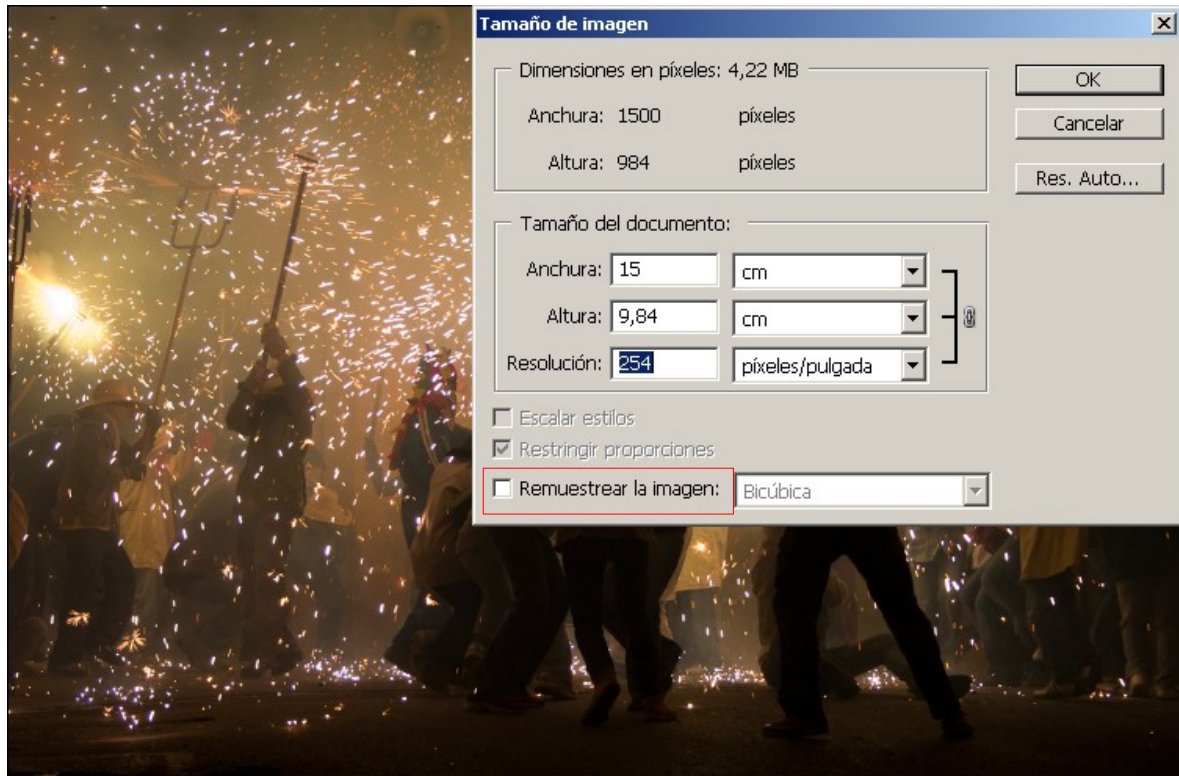 Tamaño de imagen
Dimensiones en píxeles: 4,22 MB
Anchura: 1500 píxeles
Altura: 984 píxeles
OK
Cancelar
Res. Auto...
Tamaño del documento:
Anchura: 15 cm
Altura: 9,84 cm
Resolución: 254 píxeles/pulgada
Escalar estilos
Restringir proporciones
Remuestrear la imagen: Bicúbica